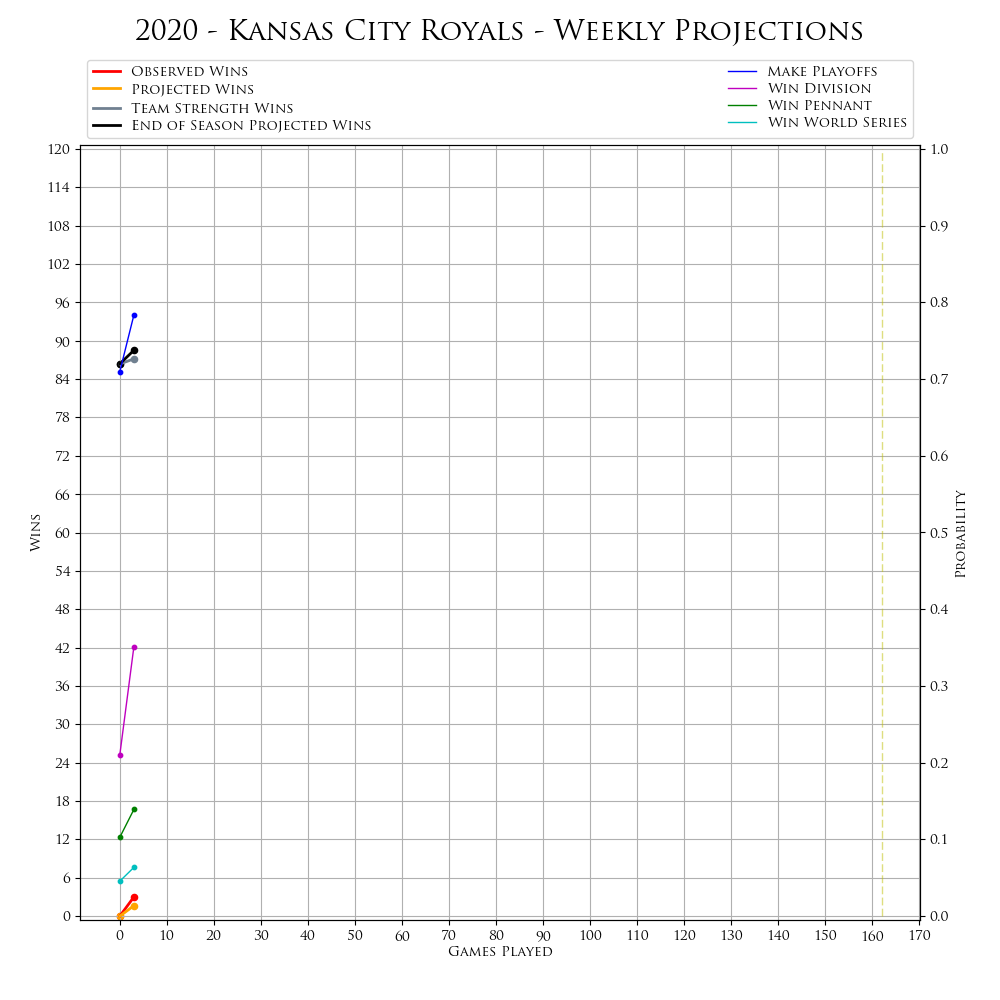 2020 - Kansas City Royals - Weekly Projections
Observed Wins
Projected Wins
Team Strength Wins
End of Season Projected Wins
Make Playoffs
Win Division
Win Pennant
Win World Series
120
114
108
102
96
90
84
78
72
66
60
54
48
42
36
30
24
18
12
6
0
Wins
1.0
0.9
0.8
0.7
0.6
0.5
0.4
0.3
0.2
0.1
0.0
Probability
0 10 20 30 40 50 60 70 80 90 100 110 120 130 140 150 160 170
Games Played